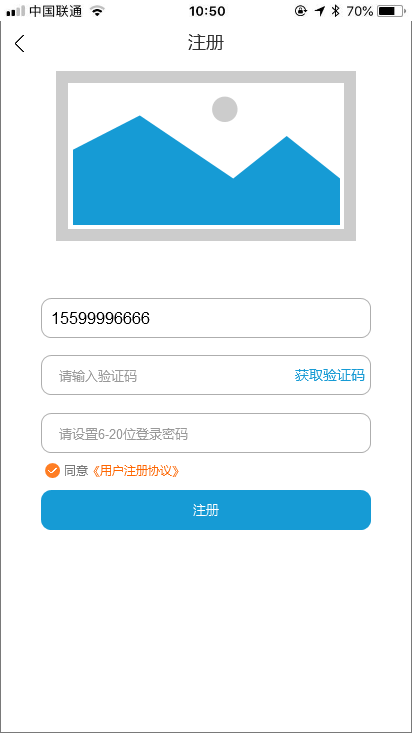 中国联通 10:50 70%
注册
15599996666
请输入验证码 获取验证码
请设置6-20位登录密码
同意《用户注册协议》
注册